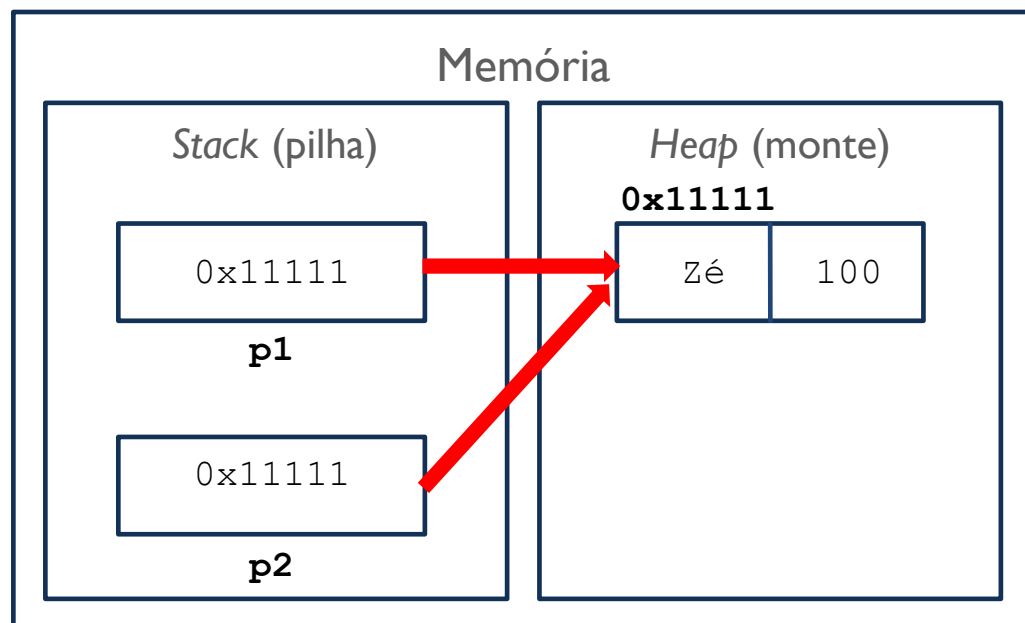 Memória
Stack (pilha)
0x11111
p1
0x11111
p2
Heap (monte)
0x11111
Zé 100